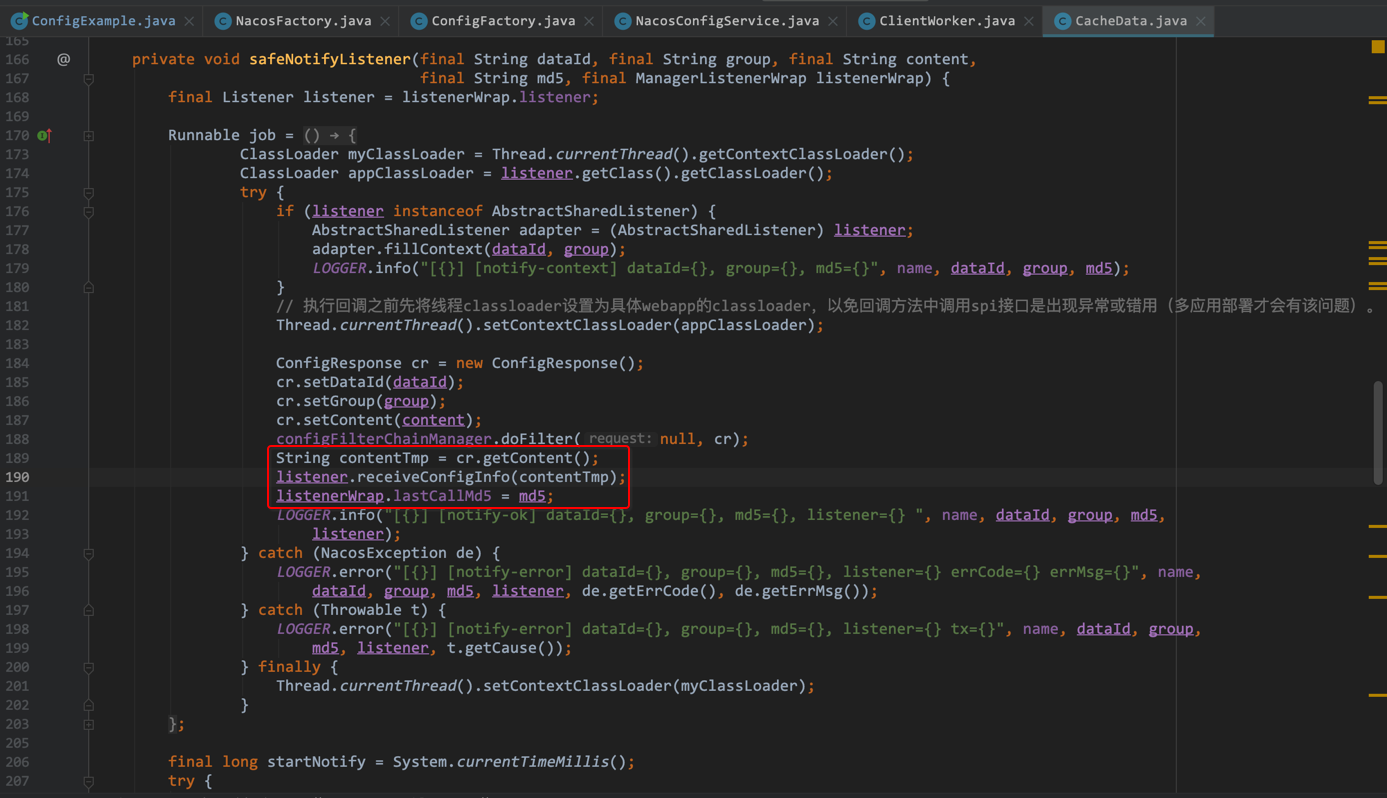 ConfigExample.java NacosFactory.java ConfigFactory.java NacosConfigService.java ClientWorker.java CacheData.java
165
166 @ private void safeNotifyListener(final String dataId, final String group, final String content,
167 final String md5, final ManagerListenerWrap listenerWrap) {
168 final Listener listener = listenerWrap.listener;
169
170 Runnable job = () → {
173 ClassLoader myClassLoader = Thread.currentThread().getContextClassLoader();
174 ClassLoader appClassLoader = listener.getClass().getClassLoader();
175 try {
176 if (listener instanceof AbstractSharedListener) {
177 AbstractSharedListener adapter = (AbstractSharedListener) listener;
178 adapter.fillContext(dataId, group);
179 LOGGER.info("[{}] [notify-context] dataId={}, group={}, md5={}", name, dataId, group, md5);
180 }
181 // 执行回调之前先将线程classloader设置为具体webapp的classloader，以免回调方法中调用spi接口是出现异常或错用（多应用部署才会有该问题）。
182 Thread.currentThread().setContextClassLoader(appClassLoader);
183
184 ConfigResponse cr = new ConfigResponse();
185 cr.setDataId(dataId);
186 cr.setGroup(group);
187 cr.setContent(content);
188 configFilterChainManager.doFilter( request: null, cr);
189 String contentTmp = cr.getContent();
190 listener.receiveConfigInfo(contentTmp);
191 listenerWrap.lastCallMd5 = md5;
192 LOGGER.info("[{}] [notify-ok] dataId={}, group={}, md5={}, listener={} ", name, dataId, group, md5,
193 listener);
194 } catch (NacosException de) {
195 LOGGER.error("[{}] [notify-error] dataId={}, group={}, md5={}, listener={} errCode={} errMsg={}", name,
196 dataId, group, md5, listener, de.getErrCode(), de.getErrMsg());
197 } catch (Throwable t) {
198 LOGGER.error("[{}] [notify-error] dataId={}, group={}, md5={}, listener={} tx={}", name, dataId, group,
199 md5, listener, t.getCause());
200 } finally {
201 Thread.currentThread().setContextClassLoader(myClassLoader);
202 }
203 };
205
206 final long startNotify = System.currentTimeMillis();
207 try {